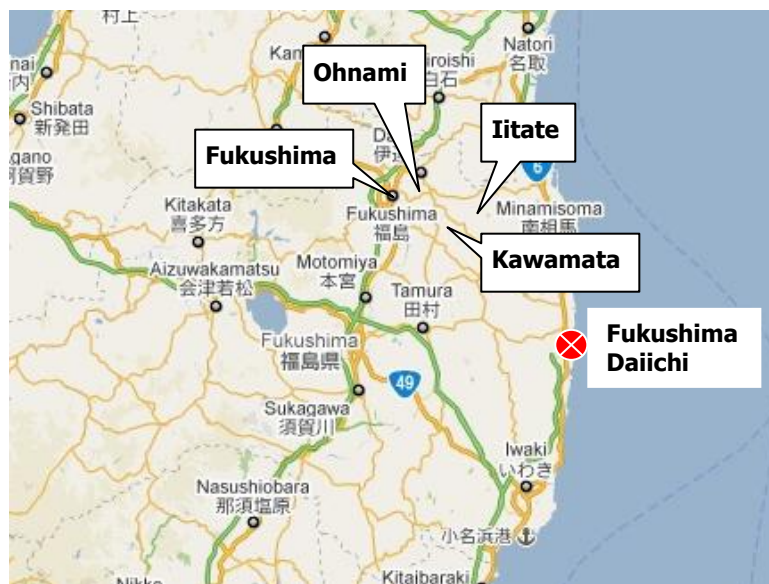 村上
Natori
名取
Shibata
新発田
Ohnami
白石
Iitate
Fukushima
6
Kitakata
喜多方
Fukushima
福島
Minamisoma
南相馬
Kawamata
Aizuwakamatsu
会津若松
Motomiya
本宮
Tamura
田村
Fukushima
福島県
Fukushima
Daiichi
49
Sukagawa
須賀川
Iwaki
いわき
Nasushiobara
那須塩原
小名浜港
Kitaibaraki